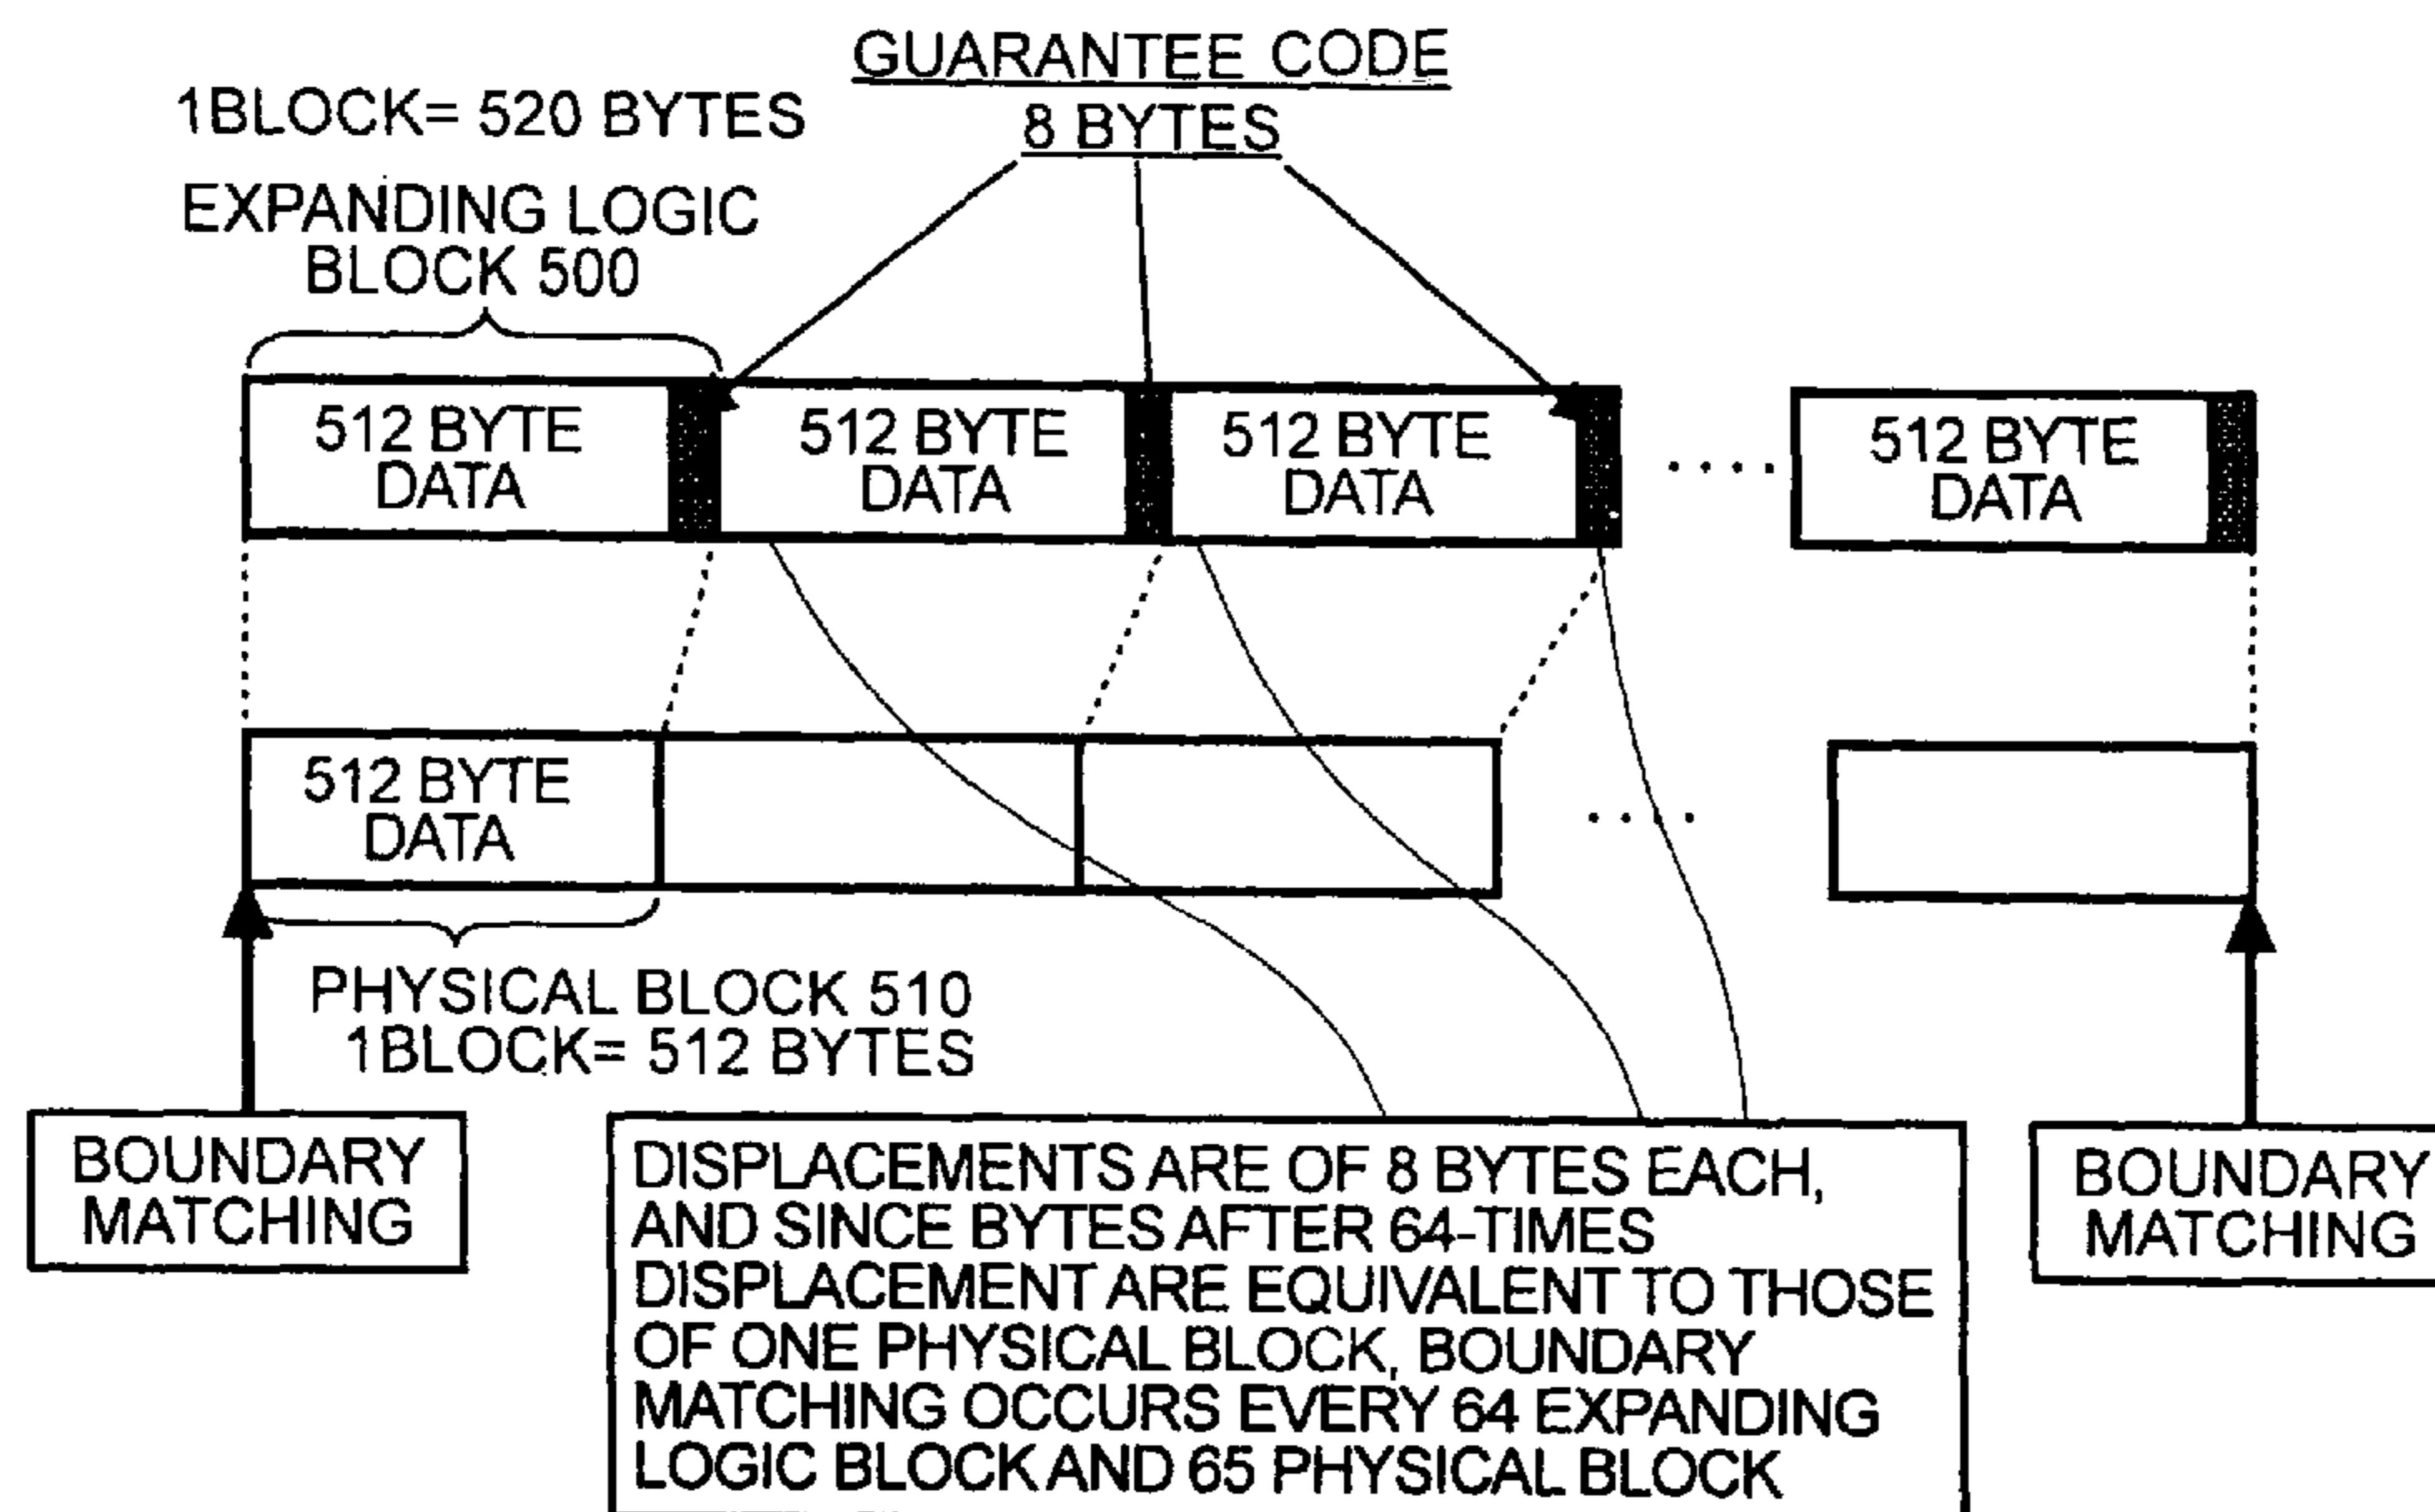 GUARANTEE CODE
8 BYTES
1BLOCK= 520 BYTES
EXPANDING LOGIC
BLOCK 500
512 BYTE
DATA
512 BYTE
DATA
512 BYTE
DATA
....
512 BYTE
DATA
512 BYTE
DATA
....
PHYSICAL BLOCK 510
1BLOCK= 512 BYTES
BOUNDARY
MATCHING
DISPLACEMENTS ARE OF 8 BYTES EACH,
AND SINCE BYTES AFTER 64-TIMES
DISPLACEMENT ARE EQUIVALENT TO THOSE
OF ONE PHYSICAL BLOCK, BOUNDARY
MATCHING OCCURS EVERY 64 EXPANDING
LOGIC BLOCK AND 65 PHYSICAL BLOCK
BOUNDARY
MATCHING